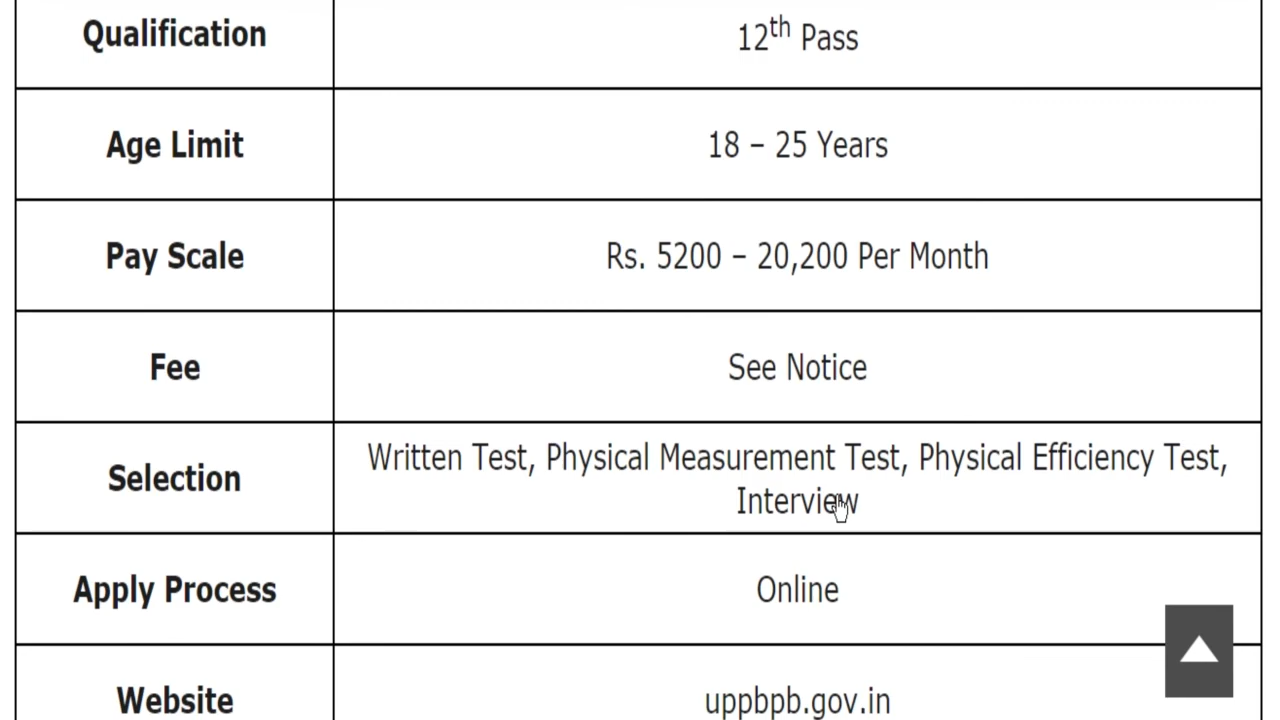 Qualification
12th Pass
Age Limit
18 – 25 Years
Pay Scale
Rs. 5200 – 20,200 Per Month
Fee
See Notice
Selection
Written Test, Physical Measurement Test, Physical Efficiency Test,
Interview
Apply Process
Online
Website
uppbpb.gov.in